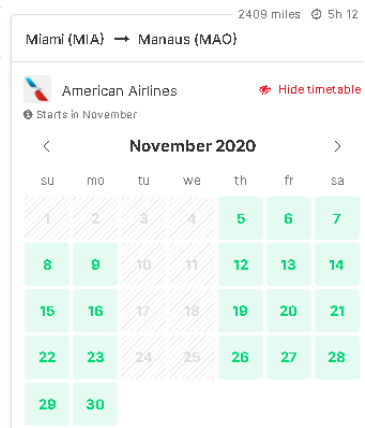 2409 miles 5h 12
Miami (MIA) → Manaus (MAO)
American Airlines Hide timetable
Starts in November
< November 2020 >
su mo tu we th fr sa
1 2 3 4 5 6 7
8 9 10 11 12 13 14
15 16 17 18 19 20 21
22 23 24 25 26 27 28
29 30